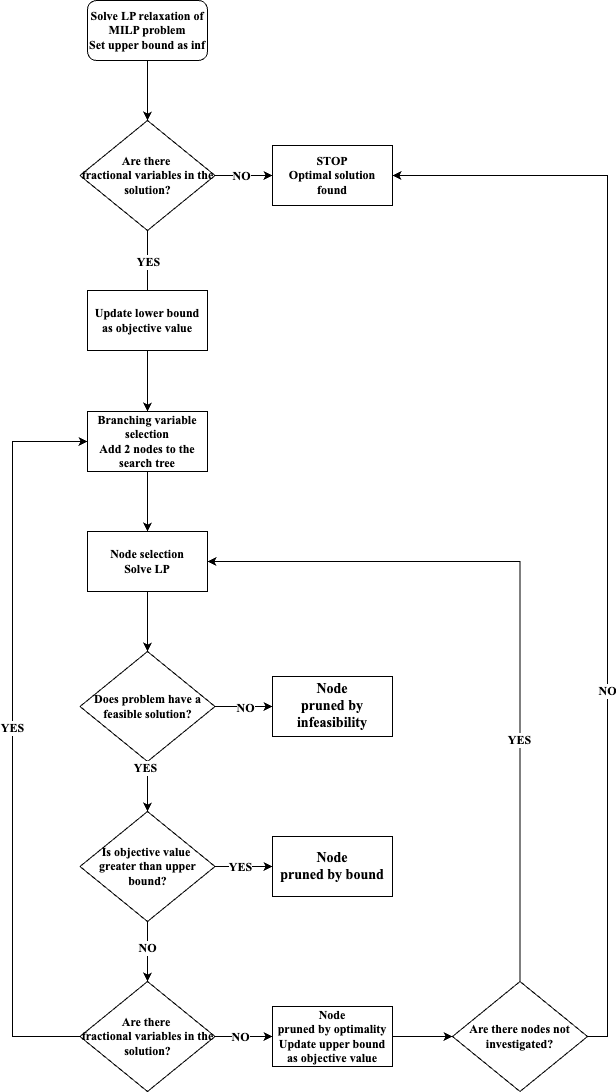 Solve LP relaxation of
MILP problem
Set upper bound as inf
Are there
fractional variables in the
solution?
NO
STOP
Optimal solution
found
YES
Update lower bound
as objective value
Branching variable
selection
Add 2 nodes to the
search tree
Node selection
Solve LP
Does problem have a
feasible solution?
NO
Node
pruned by
infeasibility
NO
YES
YES
YES
Is objective value
greater than upper
bound?
YES
Node
pruned by bound
NO
Are there
fractional variables in the
solution?
NO
Node
pruned by optimality
Update upper bound
as objective value
Are there nodes not
investigated?